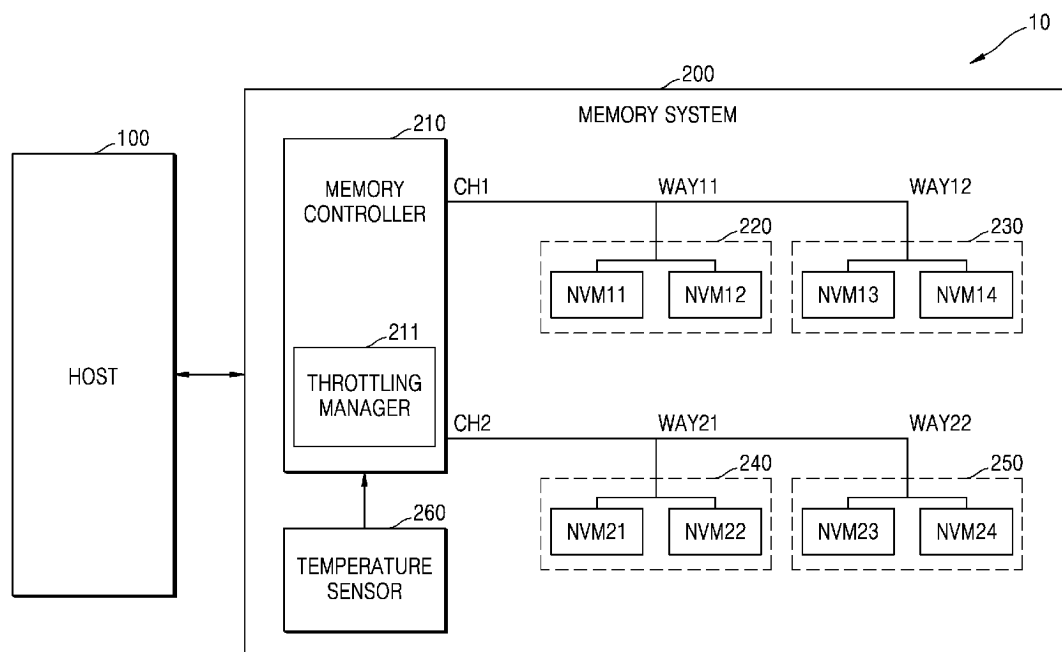 10
200
MEMORY SYSTEM
100
HOST
210
MEMORY
CONTROLLER
211
THROTTLING
MANAGER
260
TEMPERATURE
SENSOR
CH1
WAY11
WAY12
220
NVM11
NVM12
230
NVM13
NVM14
CH2
WAY21
WAY22
240
NVM21
NVM22
250
NVM23
NVM24